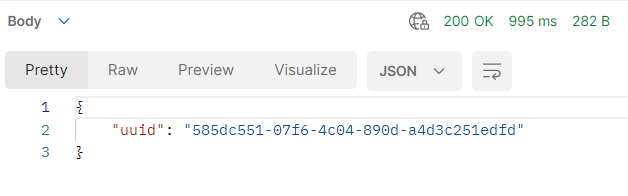 Body 200 OK 995 ms 282 B
Pretty Raw Preview Visualize JSON
1 {
2 "uuid": "585dc551-07f6-4c04-890d-a4d3c251edfd"
3 }